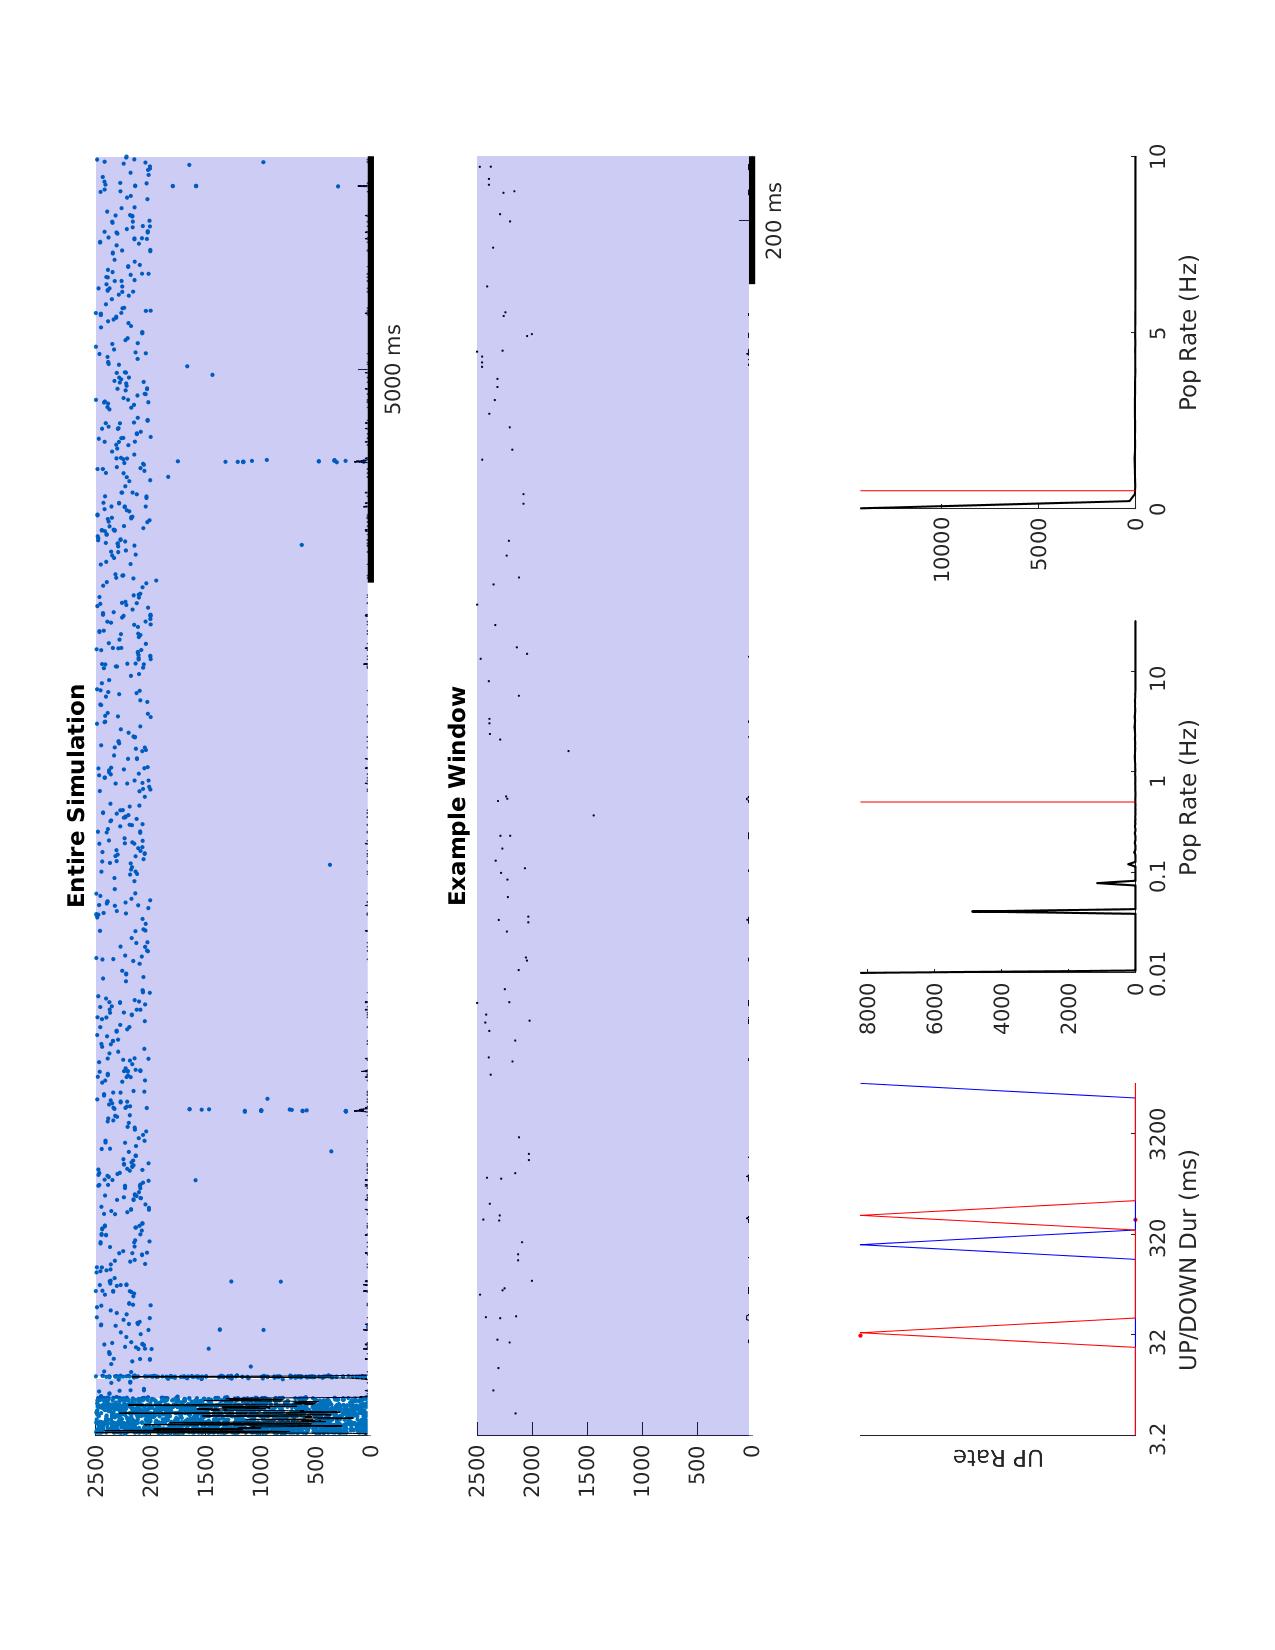 Entire Simulation
2500
2000
1500
1000
500
0
5000 ms
Example Window
2500
2000
1500
1000
500
0
200 ms
UP Rate
3.2 32 320 3200
UP/DOWN Dur (ms)
8000
6000
4000
2000
0
0.01 0.1 1 10
Pop Rate (Hz)
10000
5000
0
0 5 10
Pop Rate (Hz)